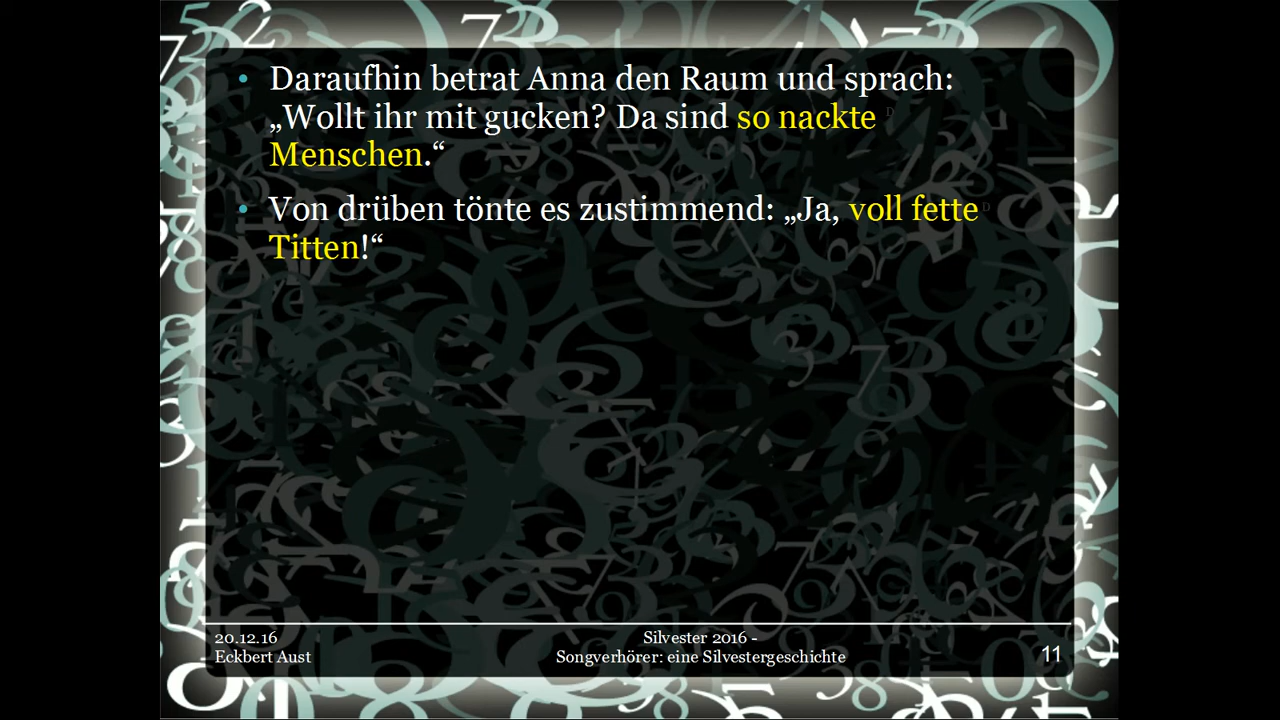 Daraufhin betrat Anna den Raum und sprach:
„Wollt ihr mit gucken? Da sind so nackte
Menschen.“
Von drüben tönte es zustimmend: „Ja, voll fette
Titten!“
20.12.16
Eckbert Aust
Silvester 2016 -
Songverhörer: eine Silvestergeschichte
11